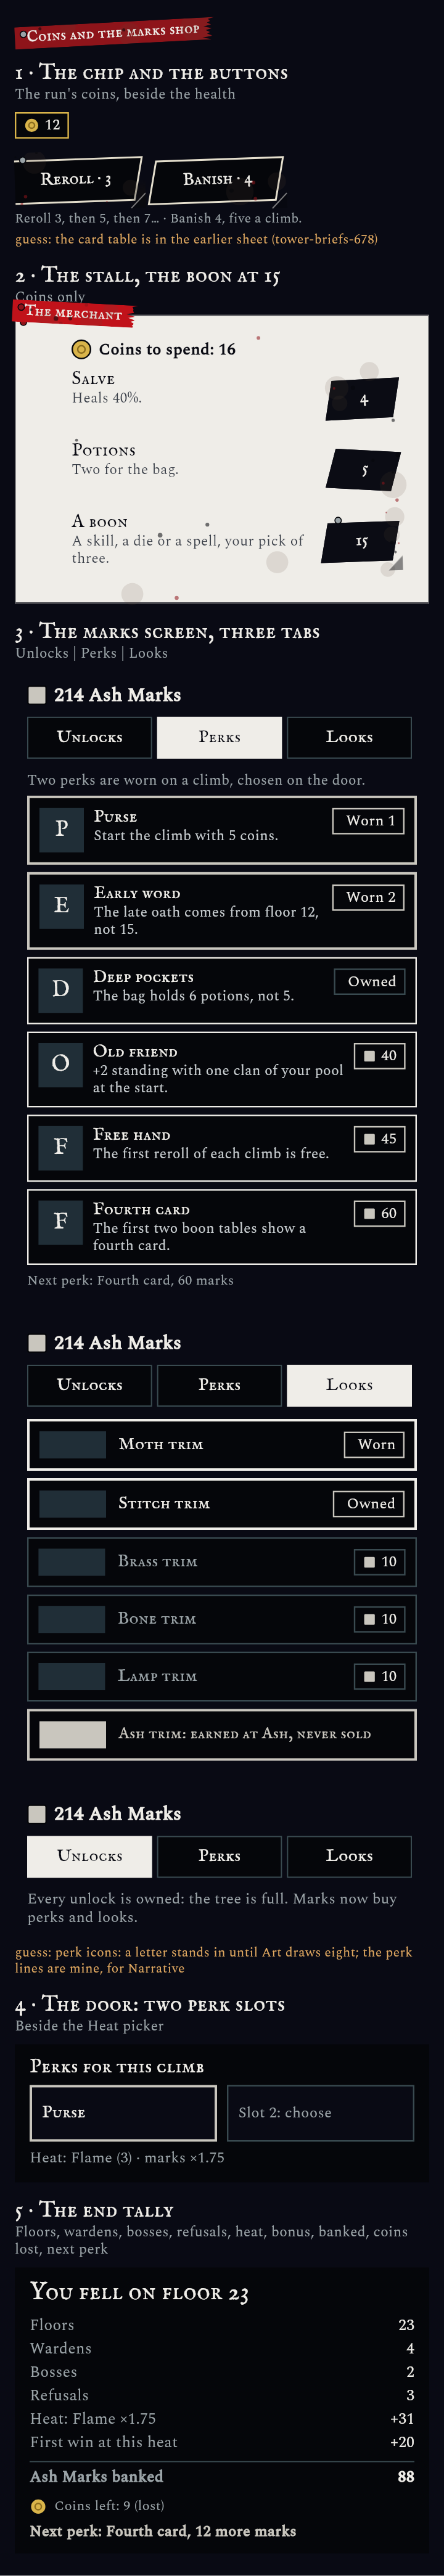 Coins and the marks shop
1 · The chip and the buttons
The run's coins, beside the health
12
Reroll · 3
Banish · 4
Reroll 3, then 5, then 7... · Banish 4, five a climb.
guess: the card table is in the earlier sheet (tower-briefs-678)
2 · The stall, the boon at 15
Coins only
The merchant
Coins to spend: 16
Salve
Heals 40%.
4
Potions
Two for the bag.
5
A boon
A skill, a die or a spell, your pick of
three.
15
3 · The marks screen, three tabs
Unlocks | Perks | Looks
214 Ash Marks
Unlocks
Perks
Looks
Two perks are worn on a climb, chosen on the door.
P
Purse
Start the climb with 5 coins.
Worn 1
E
Early word
The late oath comes from floor 12,
not 15.
Worn 2
D
Deep pockets
The bag holds 6 potions, not 5.
Owned
O
Old friend
+2 standing with one clan of your pool
at the start.
40
F
Free hand
The first reroll of each climb is free.
45
F
Fourth card
The first two boon tables show a
fourth card.
60
Next perk: Fourth card, 60 marks
214 Ash Marks
Unlocks
Perks
Looks
Moth trim
Worn
Stitch trim
Owned
Brass trim
10
Bone trim
10
Lamp trim
10
Ash trim: earned at Ash, never sold
214 Ash Marks
Unlocks
Perks
Looks
Every unlock is owned: the tree is full. Marks now buy
perks and looks.
guess: perk icons: a letter stands in until Art draws eight; the perk
lines are mine, for Narrative
4 · The door: two perk slots
Beside the Heat picker
Perks for this climb
Purse
Slot 2: choose
Heat: Flame (3) · marks ×1.75
5 · The end tally
Floors, wardens, bosses, refusals, heat, bonus, banked, coins
lost, next perk
You fell on floor 23
Floors 23
Wardens 4
Bosses 2
Refusals 3
Heat: Flame ×1.75 +31
First win at this heat +20
Ash Marks banked 88
Coins left: 9 (lost)
Next perk: Fourth card, 12 more marks